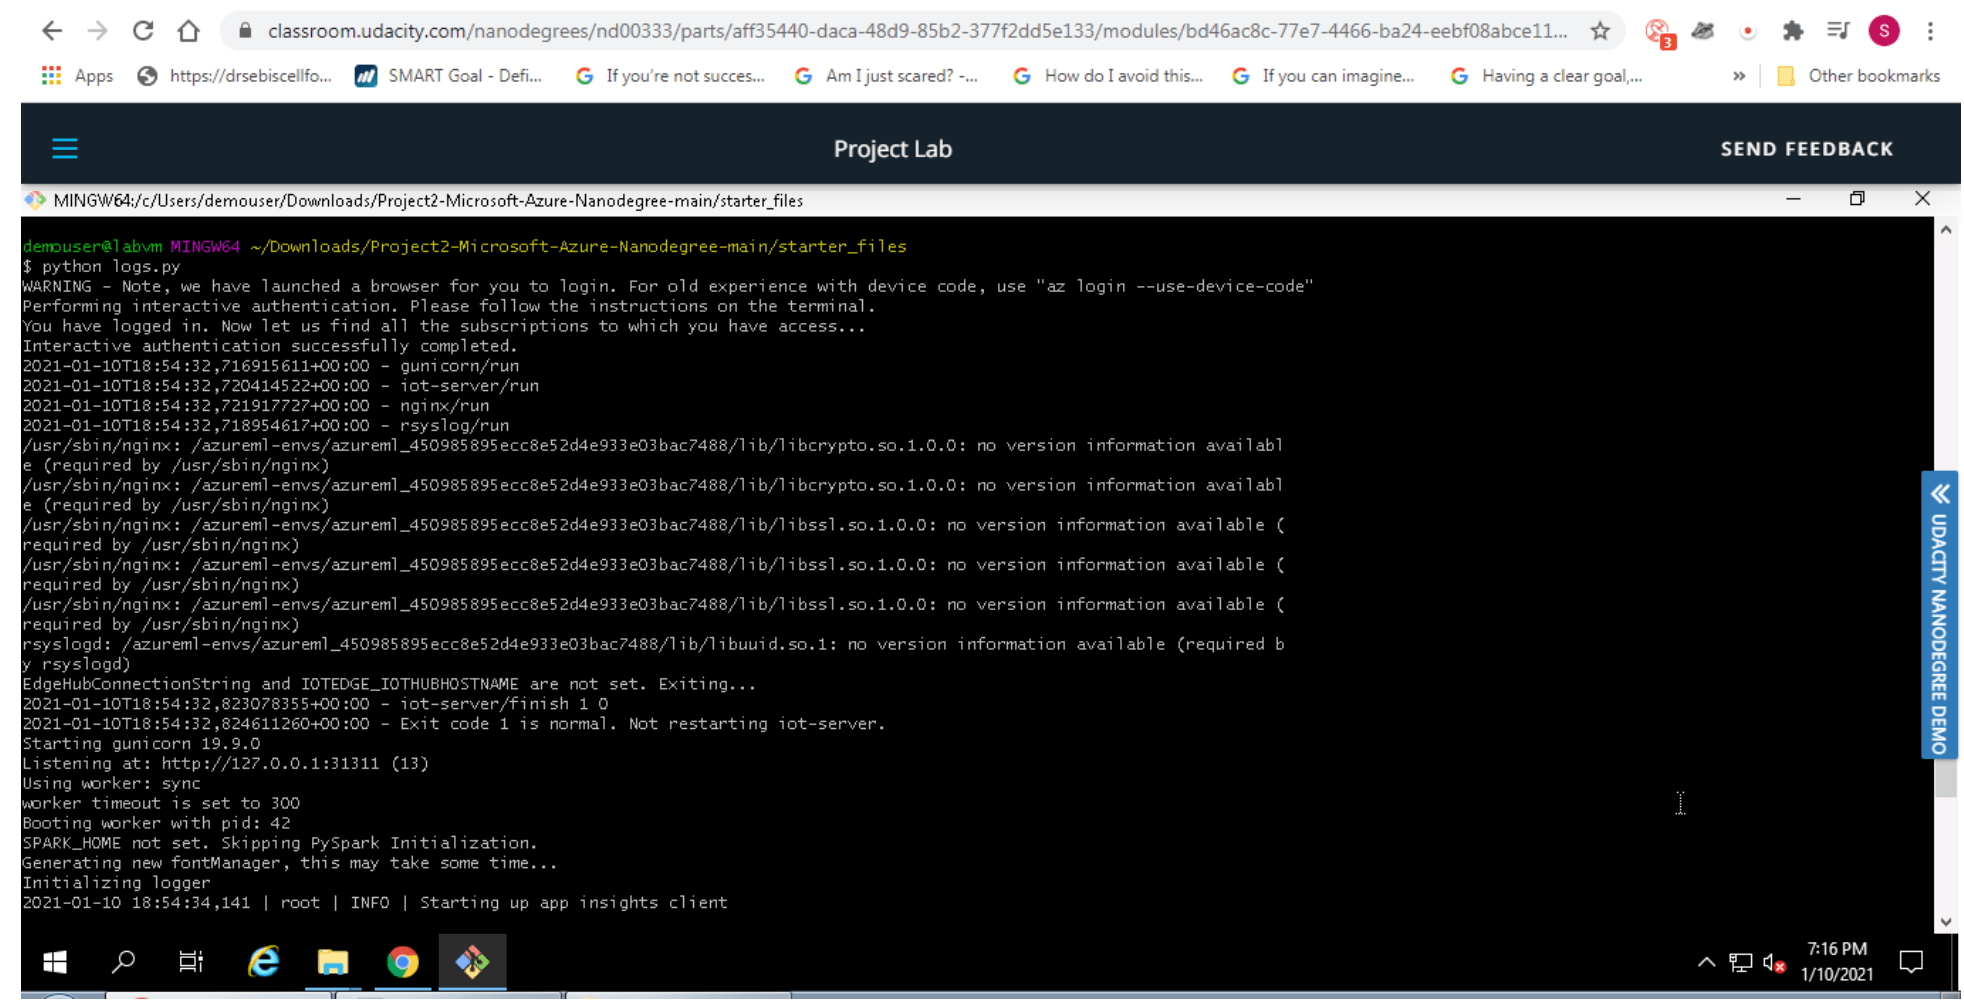 classroom.udacity.com/nanodegrees/nd00333/parts/aff35440-daca-48d9-85b2-377f2dd5e133/modules/bd46ac8c-77e7-4466-ba24-eebf08abce11...
3
S
Apps
https://drsebiscellfo...
SMART Goal - Defi...
If you're not succes...
Am I just scared? -...
How do I avoid this...
If you can imagine...
Having a clear goal,...
»
Other bookmarks
Project Lab
SEND FEEDBACK
MINGW64:/c/Users/demouser/Downloads/Project2-Microsoft-Azure-Nanodegree-main/starter_files
demouser@labvm MINGW64 ~/Downloads/Project2-Microsoft-Azure-Nanodegree-main/starter_files
$ python logs.py
WARNING - Note, we have launched a browser for you to login. For old experience with device code, use "az login --use-device-code"
Performing interactive authentication. Please follow the instructions on the terminal.
You have logged in. Now let us find all the subscriptions to which you have access...
Interactive authentication successfully completed.
2021-01-10T18:54:32,716915611+00:00 - gunicorn/run
2021-01-10T18:54:32,720414522+00:00 - iot-server/run
2021-01-10T18:54:32,721917727+00:00 - nginx/run
2021-01-10T18:54:32,718954617+00:00 - rsyslog/run
/usr/sbin/nginx: /azureml-envs/azureml_450985895ecc8e52d4e933e03bac7488/lib/libcrypto.so.1.0.0: no version information availabl
e (required by /usr/sbin/nginx)
/usr/sbin/nginx: /azureml-envs/azureml_450985895ecc8e52d4e933e03bac7488/lib/libcrypto.so.1.0.0: no version information availabl
e (required by /usr/sbin/nginx)
/usr/sbin/nginx: /azureml-envs/azureml_450985895ecc8e52d4e933e03bac7488/lib/libssl.so.1.0.0: no version information available (
required by /usr/sbin/nginx)
/usr/sbin/nginx: /azureml-envs/azureml_450985895ecc8e52d4e933e03bac7488/lib/libssl.so.1.0.0: no version information available (
required by /usr/sbin/nginx)
/usr/sbin/nginx: /azureml-envs/azureml_450985895ecc8e52d4e933e03bac7488/lib/libssl.so.1.0.0: no version information available (
required by /usr/sbin/nginx)
rsyslogd: /azureml-envs/azureml_450985895ecc8e52d4e933e03bac7488/lib/libuuid.so.1: no version information available (required b
y rsyslogd)
EdgeHubConnectionString and IOTEDGE_IOTHUBHOSTNAME are not set. Exiting...
2021-01-10T18:54:32,823078355+00:00 - iot-server/finish 1 0
2021-01-10T18:54:32,824611260+00:00 - Exit code 1 is normal. Not restarting iot-server.
Starting gunicorn 19.9.0
Listening at: http://127.0.0.1:31311 (13)
Using worker: sync
worker timeout is set to 300
Booting worker with pid: 42
SPARK_HOME not set. Skipping PySpark Initialization.
Generating new fontManager, this may take some time...
Initializing logger
2021-01-10 18:54:34,141 | root | INFO | Starting up app insights client
UDACITY NANODEGREE DEMO
7:16 PM
1/10/2021